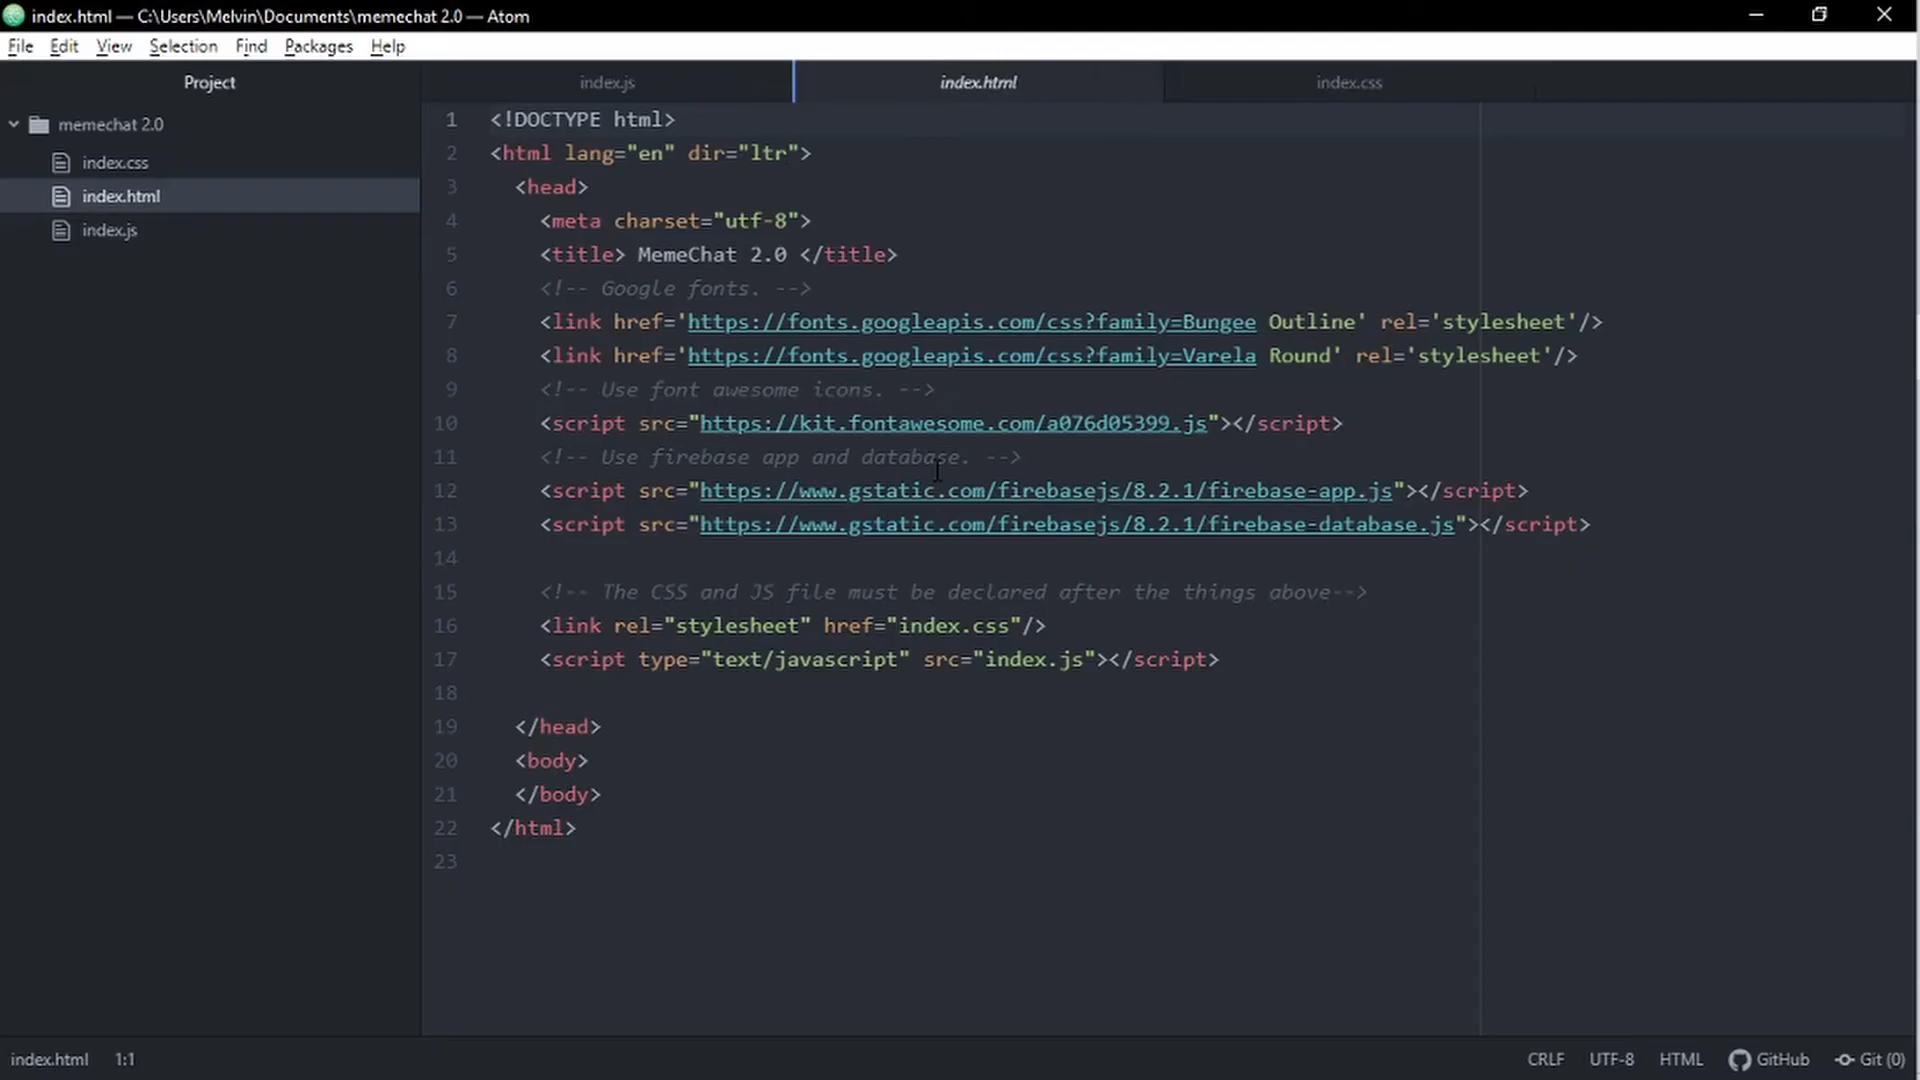 index.html — C:\Users\Melvin\Documents\memechat 2.0 — Atom
File Edit View Selection Find Packages Help
Project
memechat 2.0
index.css
index.html
index.js
index.js index.html index.css
1 <!DOCTYPE html>
2 <html lang="en" dir="ltr">
3 <head>
4 <meta charset="utf-8">
5 <title> MemeChat 2.0 </title>
6 <!-- Google fonts. -->
7 <link href='https://fonts.googleapis.com/css?family=Bungee Outline' rel='stylesheet'/>
8 <link href='https://fonts.googleapis.com/css?family=Varela Round' rel='stylesheet'/>
9 <!-- Use font awesome icons. -->
10 <script src="https://kit.fontawesome.com/a076d05399.js"></script>
11 <!-- Use firebase app and database. -->
12 <script src="https://www.gstatic.com/firebasejs/8.2.1/firebase-app.js"></script>
13 <script src="https://www.gstatic.com/firebasejs/8.2.1/firebase-database.js"></script>
14
15 <!-- The CSS and JS file must be declared after the things above-->
16 <link rel="stylesheet" href="index.css"/>
17 <script type="text/javascript" src="index.js"></script>
18
19 </head>
20 <body>
21 </body>
22 </html>
23
index.html 1:1
CRLF UTF-8 HTML GitHub Git (0)